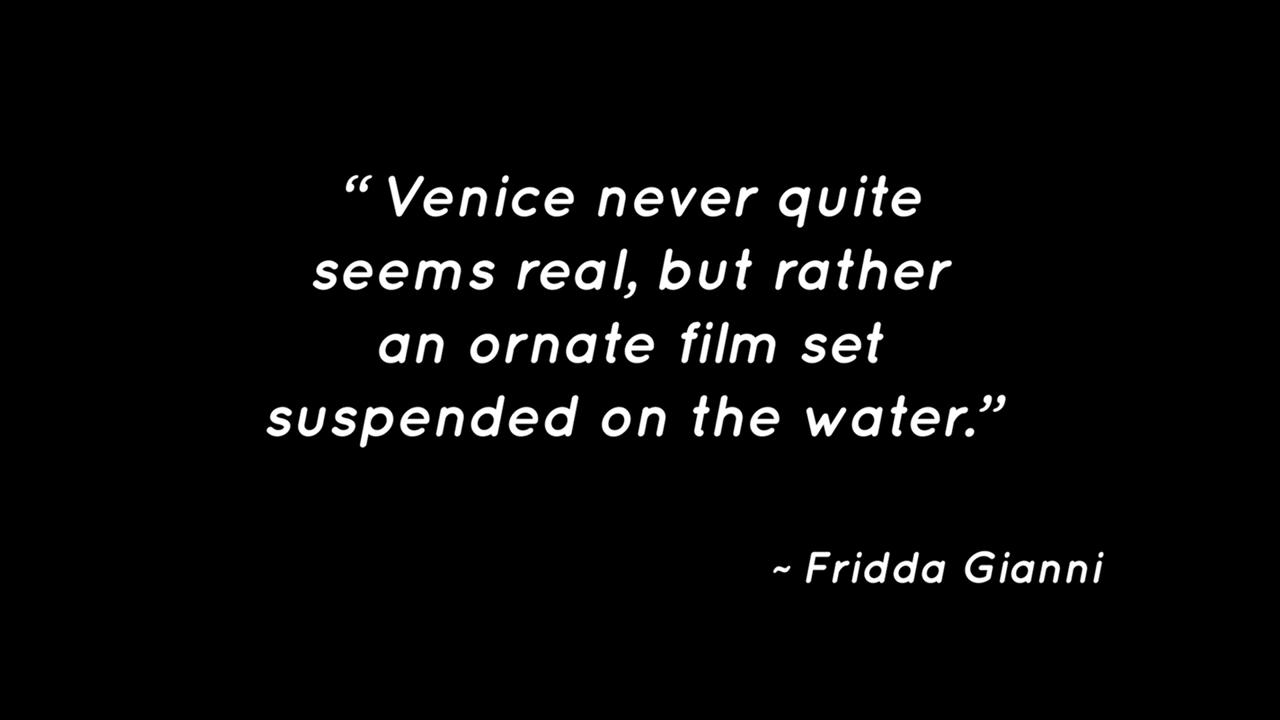 “ Venice never quite
seems real, but rather
an ornate film set
suspended on the water.”
~ Fridda Gianni